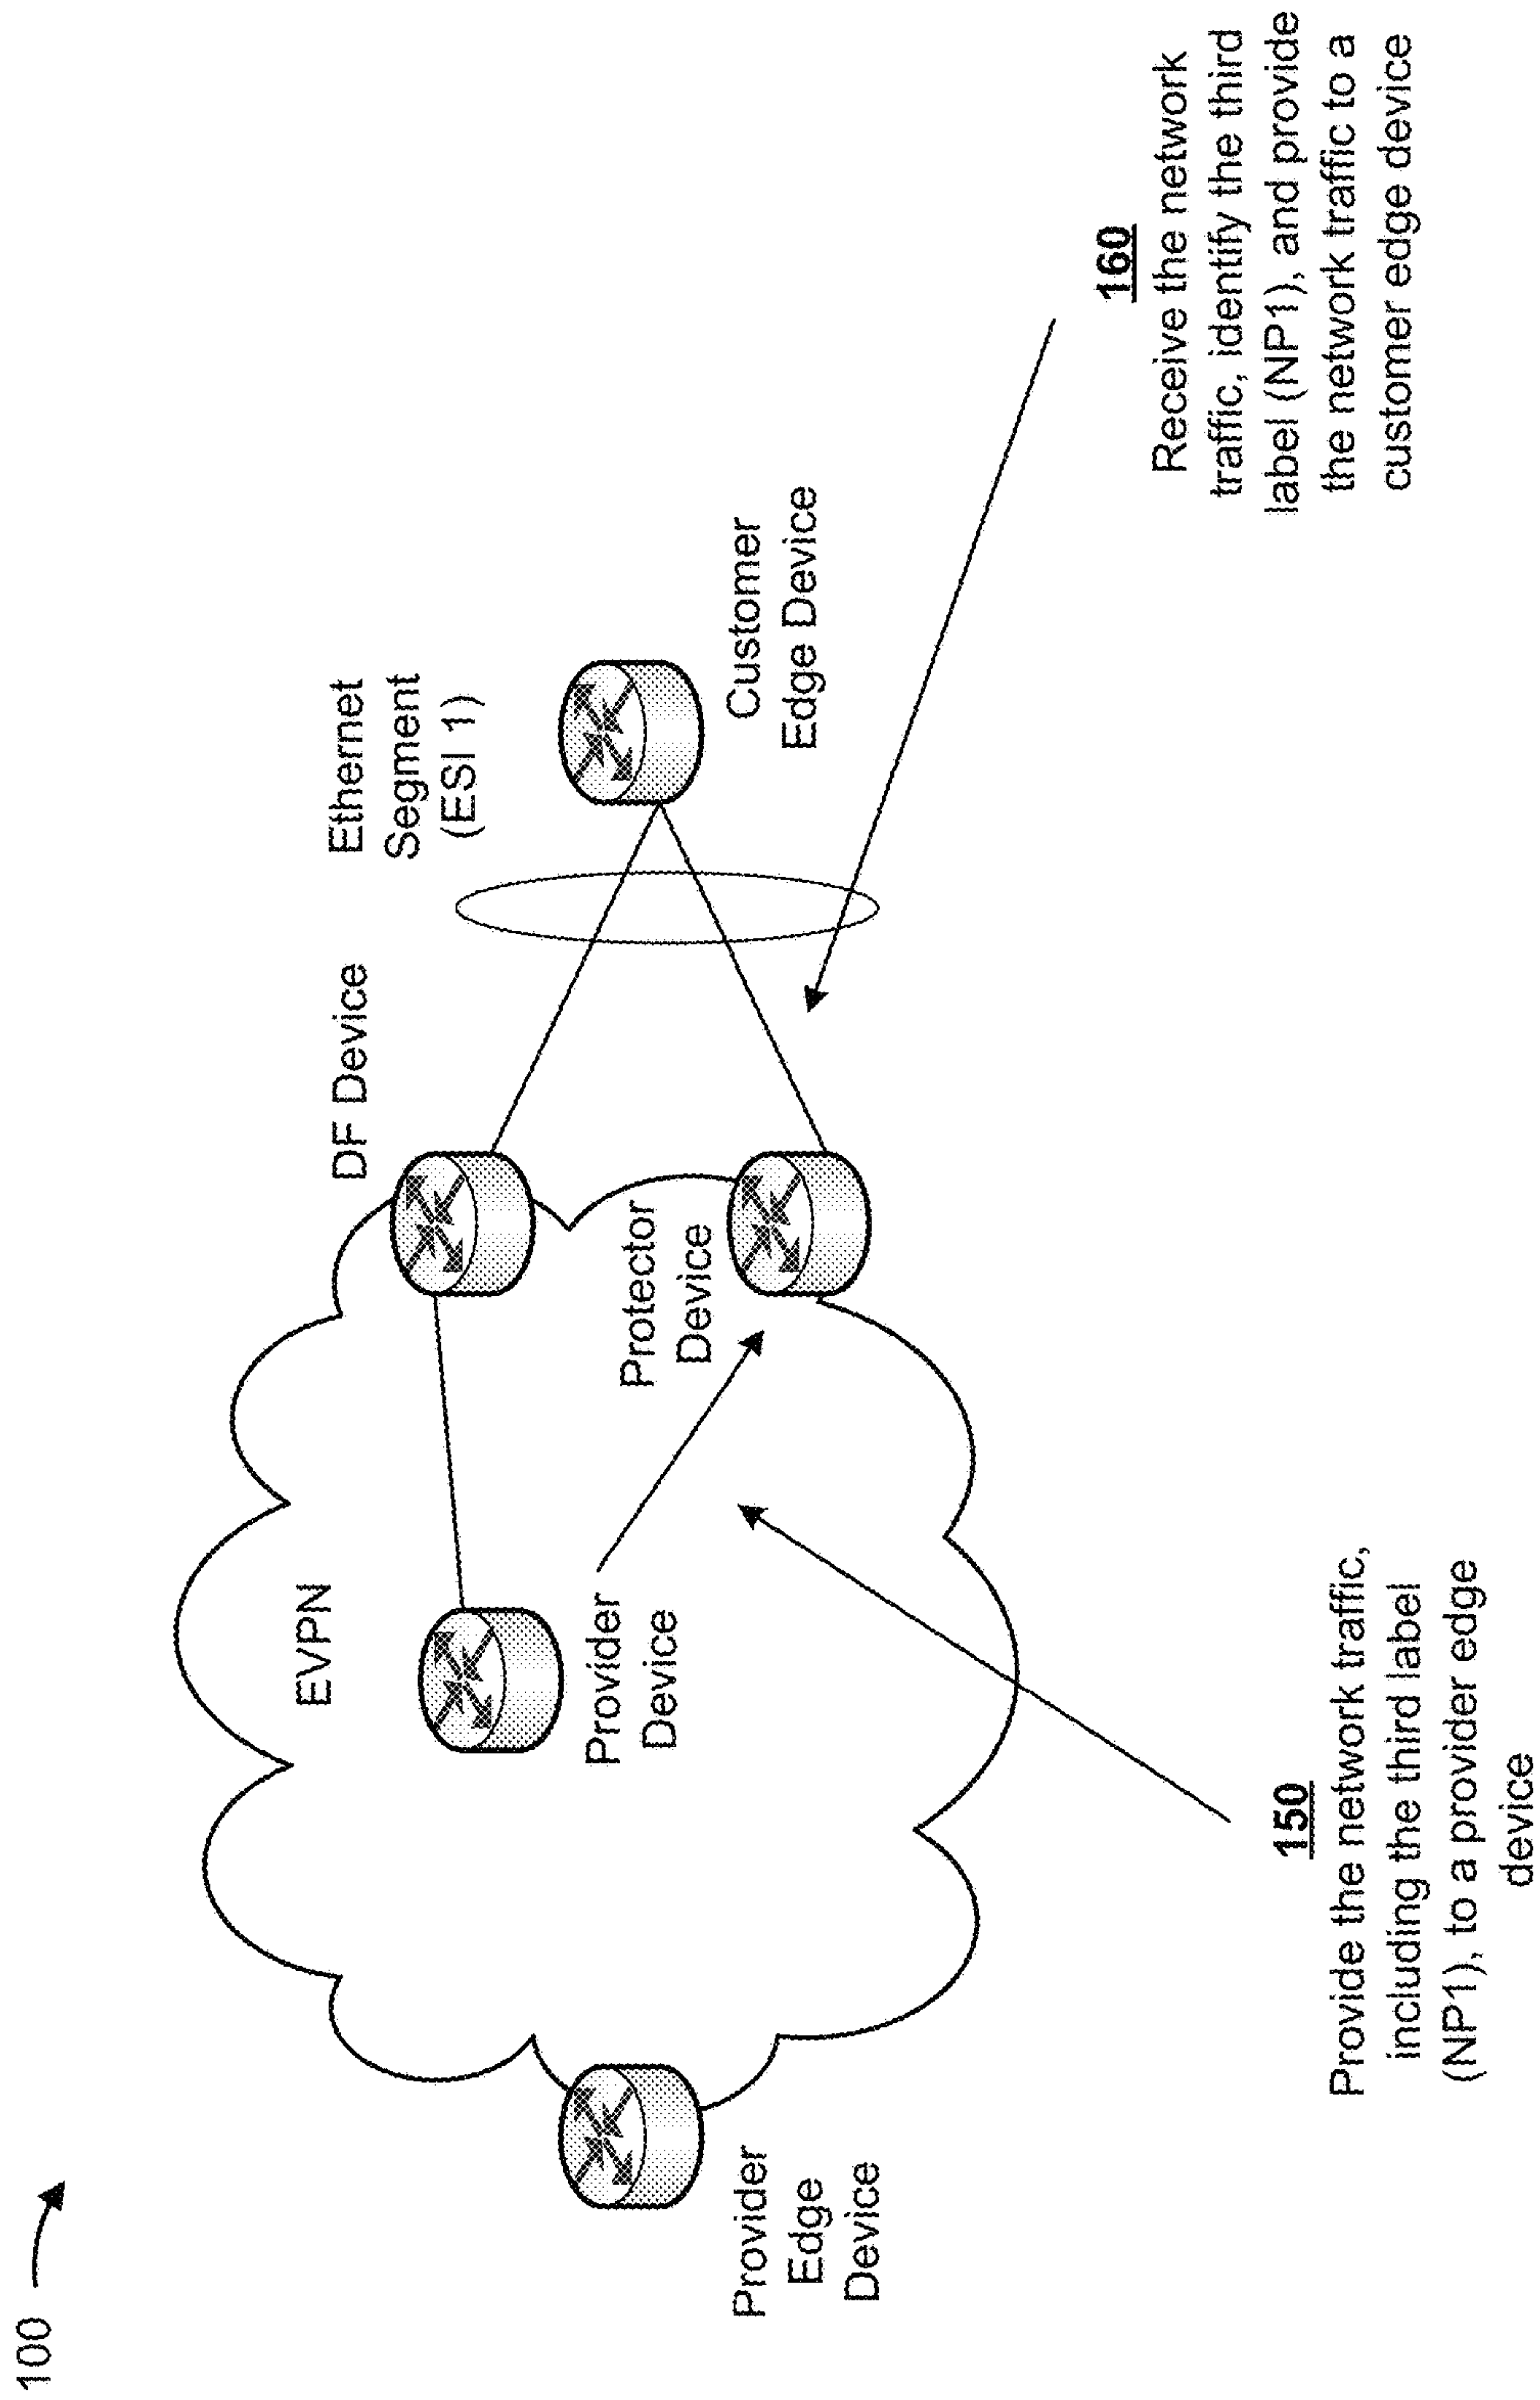 100
EVPN
DF Device
Ethernet
Segment
(ESI 1)
Provider
Edge
Device
Provider
Device
Protector
Device
Customer
Edge Device
150
Provide the network traffic,
including the third label
(NP1), to a provider edge
device
160
Receive the network
traffic, identify the third
label (NP1), and provide
the network traffic to a
customer edge device